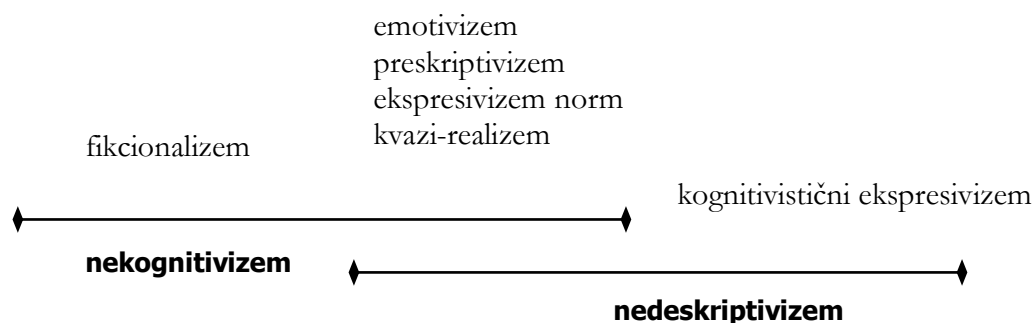 emotivizem
preskriptivizem
ekspresivizem norm
kvazi-realizem
fikcionalizem
kognitivistični ekspresivizem
nekognitivizem
nedeskriptivizem